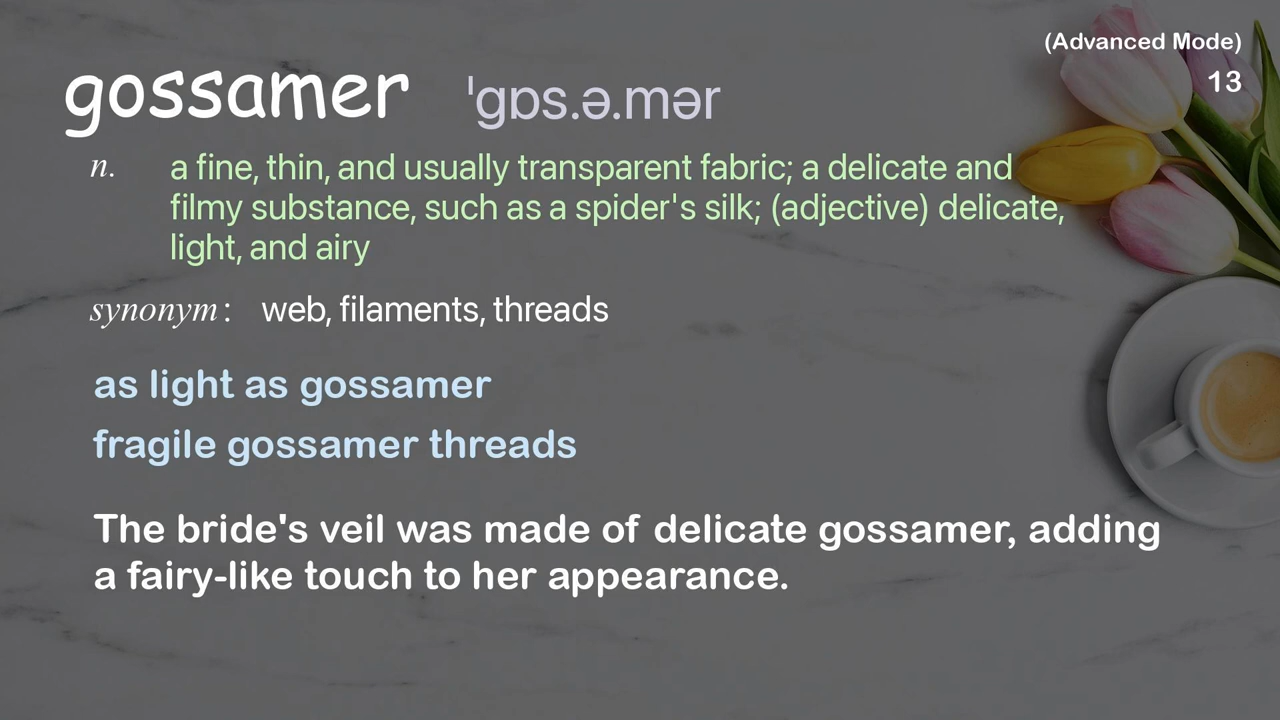 (Advanced Mode)
13
gossamer ˈgɒs.ə.mər
n. a fine, thin, and usually transparent fabric; a delicate and
filmy substance, such as a spider's silk; (adjective) delicate,
light, and airy
synonym: web, filaments, threads
as light as gossamer
fragile gossamer threads
The bride's veil was made of delicate gossamer, adding
a fairy-like touch to her appearance.